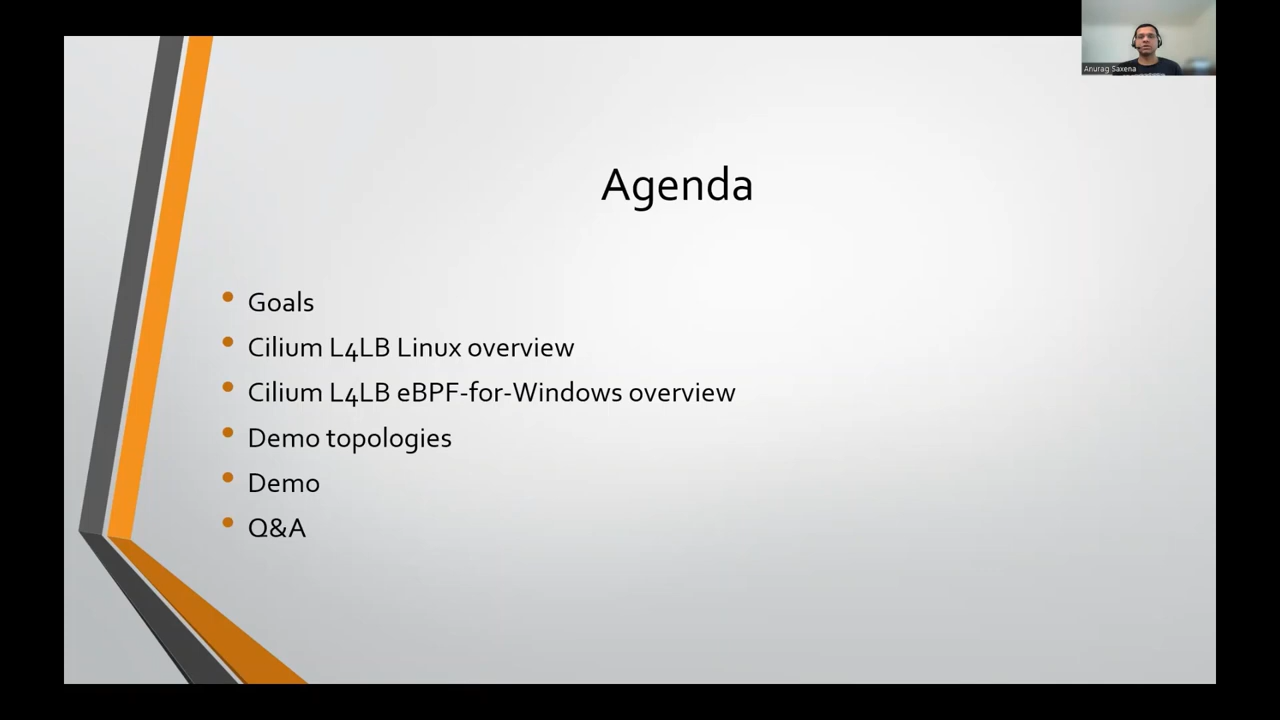 Anurag Saxena
Agenda
Goals
Cilium L4LB Linux overview
Cilium L4LB eBPF-for-Windows overview
Demo topologies
Demo
Q&A